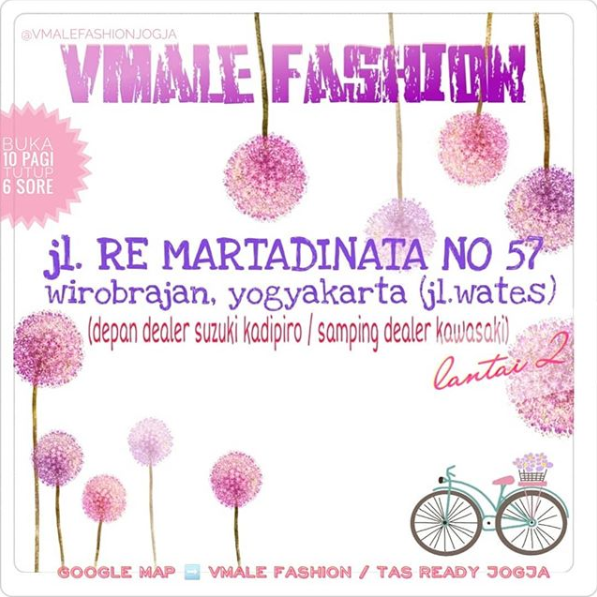 @VMALEFASHIONJOGJA
VMALE FASHION
BUKA
10 PAGI
TUTUP
6 SORE
jl. RE MARTADINATA NO 57
wirobrajan, yogyakarta (jl.wates)
(depan dealer suzuki kadipiro / samping dealer kawasaki)
lantai 2
GOOGLE MAP ➡️ VMALE FASHION / TAS READY JOGJA